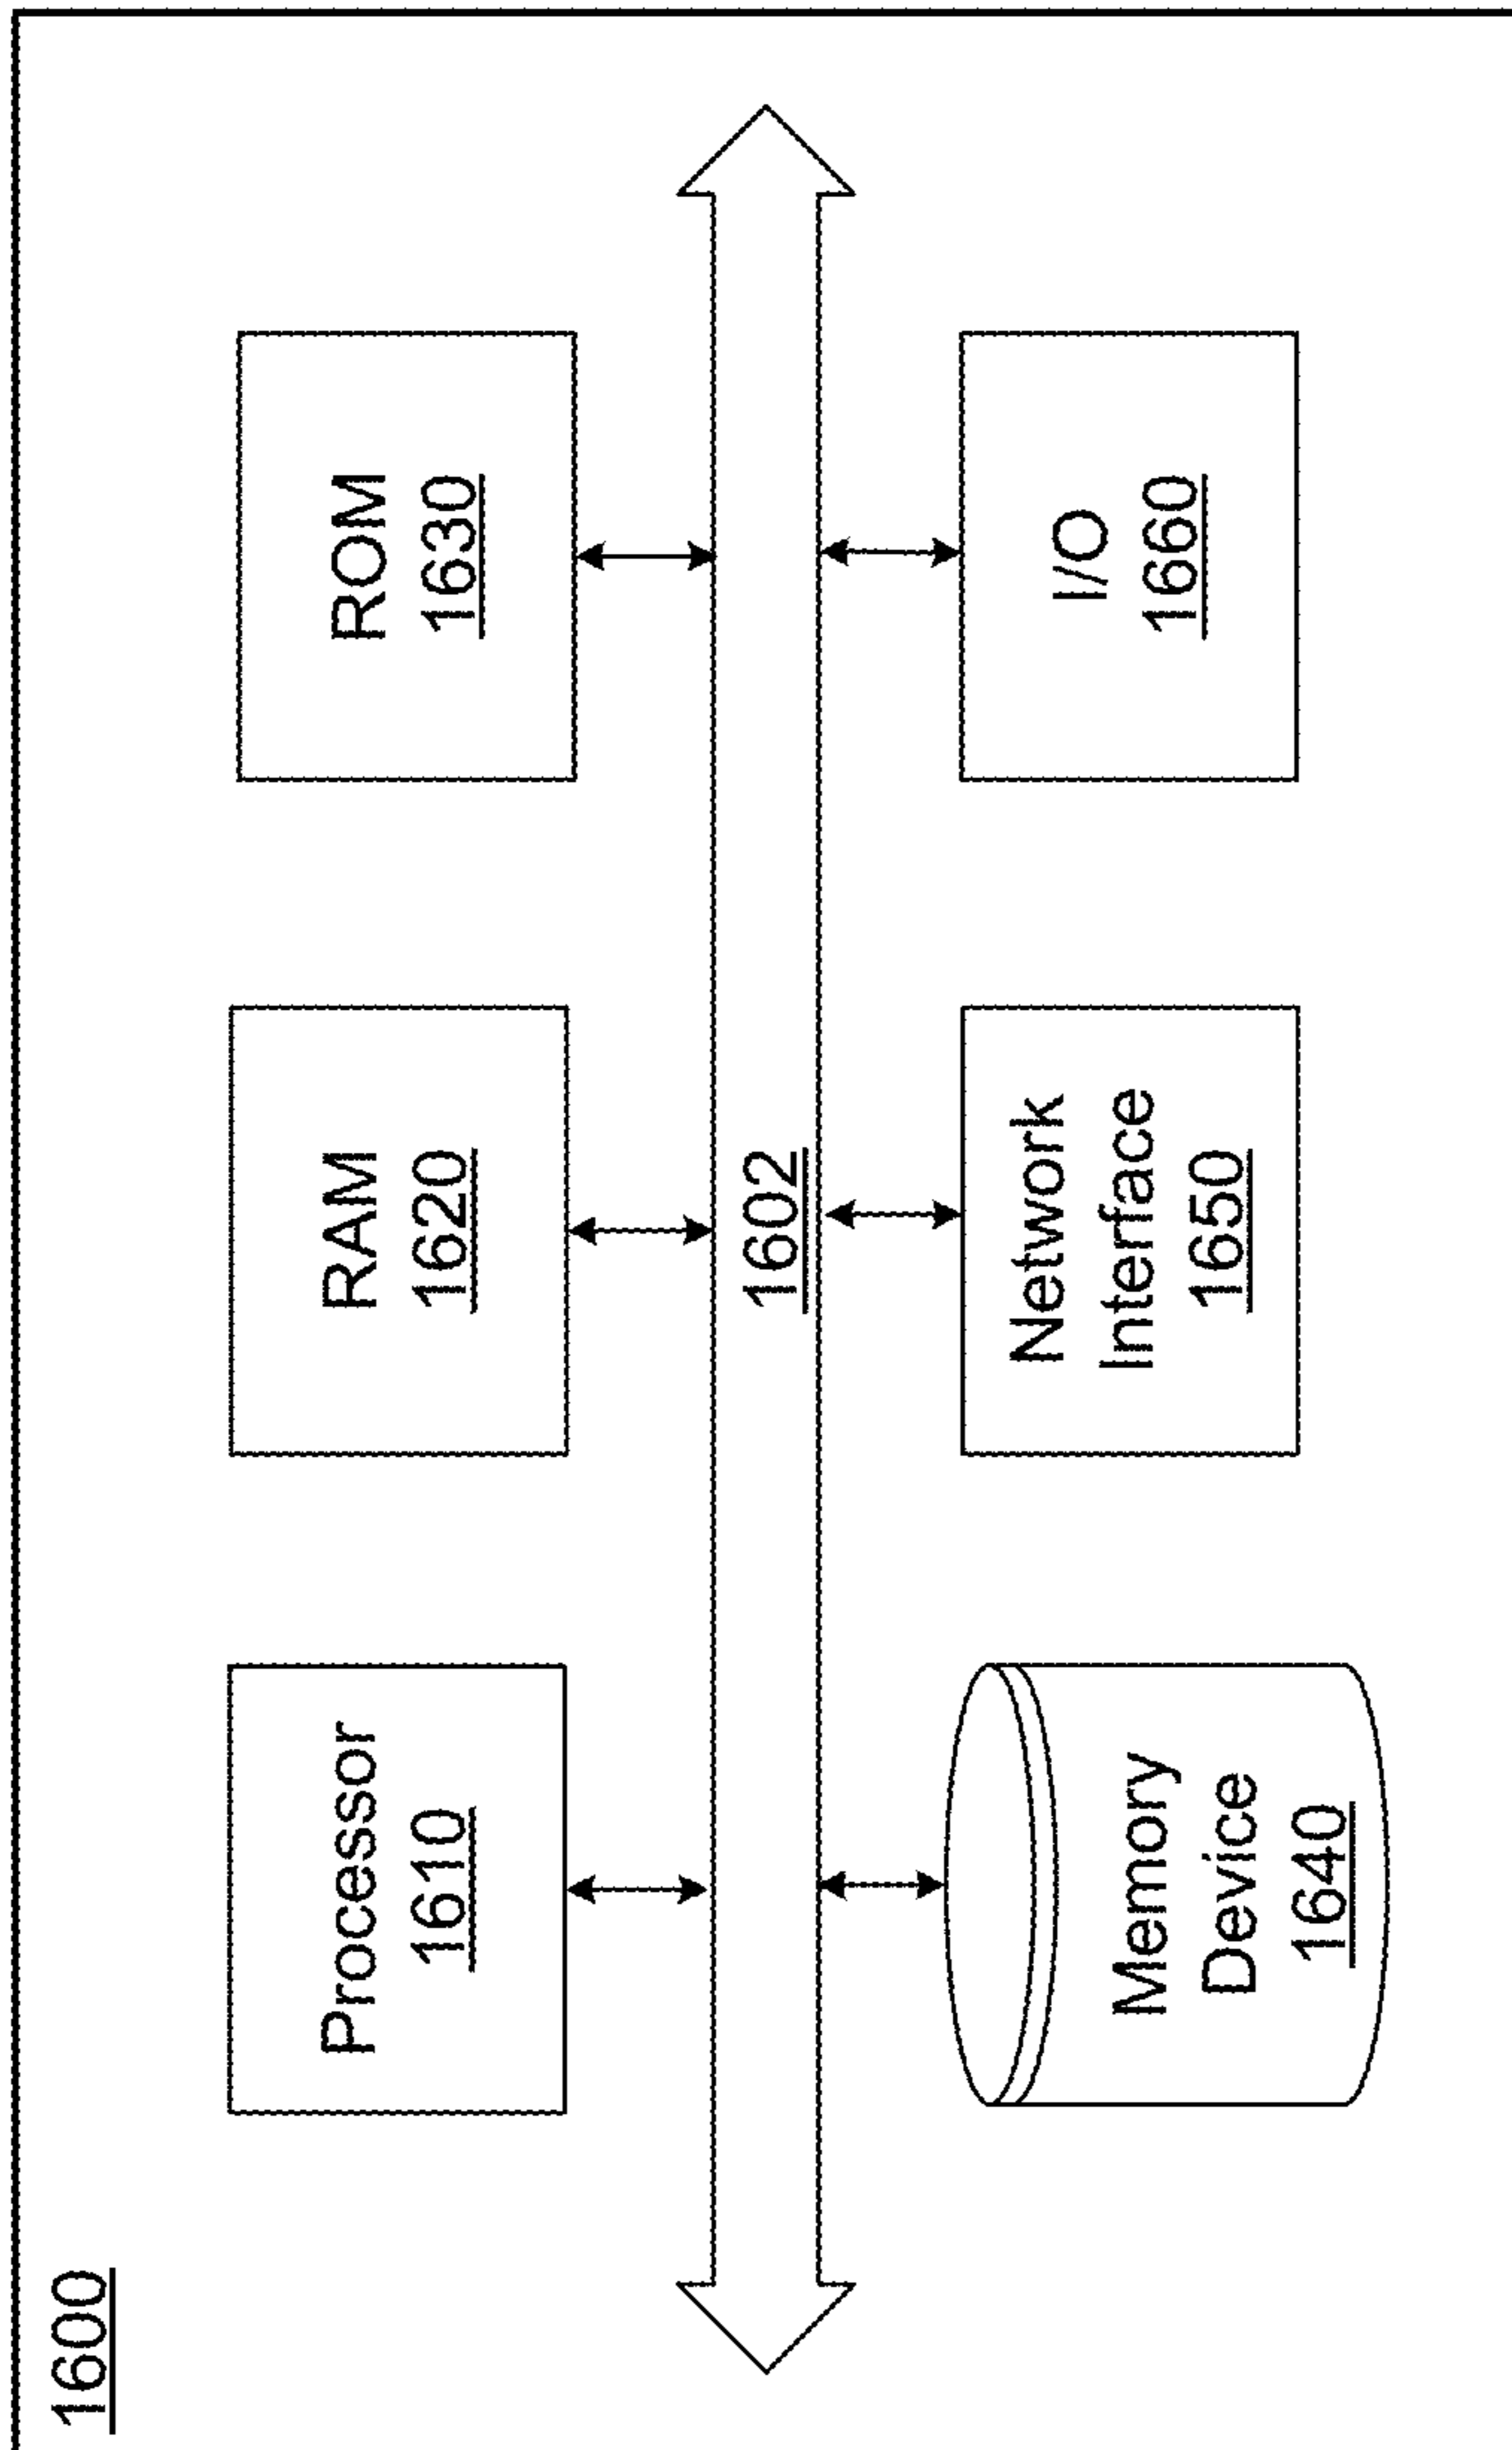 1600
Processor
1610
RAM
1620
ROM
1630
1602
Memory
Device
1640
Network
Interface
1650
I/O
1660